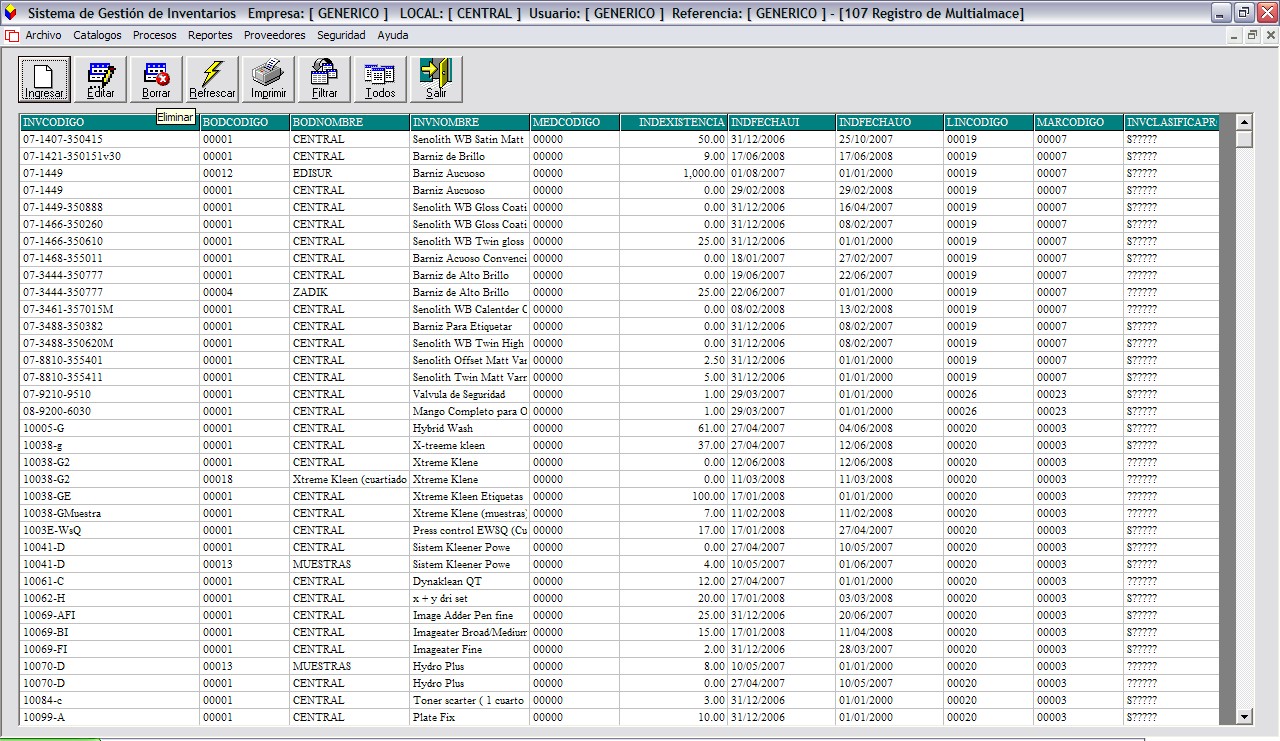 Sistema de Gestión de Inventarios Empresa: [ GENERICO ] LOCAL: [ CENTRAL ] Usuario: [ GENERICO ] Referencia: [ GENERICO ] - [107 Registro de Multialmace]
Archivo Catalogos Procesos Reportes Proveedores Seguridad Ayuda
Ingresar Editar Borrar Refrescar Imprimir Filtrar Todos Salir
Eliminar
INVCODIGO BODCODIGO BODNOMBRE INVNOMBRE MEDCODIGO INDEXISTENCIA INDFECHAUI INDFECHAUO LINCODIGO MARCODIGO INVCLASIFICAPR
07-1407-350415 00001 CENTRAL Senolith WB Satin Matt 00000 50.00 31/12/2006 25/10/2007 00019 00007 S?????
07-1421-350151v30 00001 CENTRAL Barniz de Brillo 00000 9.00 17/06/2008 17/06/2008 00019 00007 S?????
07-1449 00012 EDISUR Barniz Aucuoso 00000 1,000.00 01/08/2007 01/01/2000 00019 00007 S?????
07-1449 00001 CENTRAL Barniz Aucuoso 00000 0.00 29/02/2008 29/02/2008 00019 00007 S?????
07-1449-350888 00001 CENTRAL Senolith WB Gloss Coati 00000 0.00 31/12/2006 16/04/2007 00019 00007 S?????
07-1466-350260 00001 CENTRAL Senolith WB Gloss Coati 00000 0.00 31/12/2006 08/02/2007 00019 00007 S?????
07-1466-350610 00001 CENTRAL Senolith WB Twin gloss 00000 25.00 31/12/2006 01/01/2000 00019 00007 S?????
07-1468-355011 00001 CENTRAL Barniz Acuoso Convenci 00000 0.00 18/01/2007 27/02/2007 00019 00007 S?????
07-3444-350777 00001 CENTRAL Barniz de Alto Brillo 00000 0.00 19/06/2007 22/06/2007 00019 00007 ??????
07-3444-350777 00004 ZADIK Barniz de Alto Brillo 00000 25.00 22/06/2007 01/01/2000 00019 00007 ??????
07-3461-357015M 00001 CENTRAL Senolith WB Calentder C 00000 0.00 08/02/2008 13/02/2008 00019 00007 ??????
07-3488-350382 00001 CENTRAL Barniz Para Etiquetar 00000 0.00 31/12/2006 08/02/2007 00019 00007 S?????
07-3488-350620M 00001 CENTRAL Senolith WB Twin High 00000 0.00 31/12/2006 08/02/2007 00019 00007 S?????
07-8810-355401 00001 CENTRAL Senolith Offset Matt Var 00000 2.50 31/12/2006 01/01/2000 00019 00007 S?????
07-8810-355411 00001 CENTRAL Senolith Twin Matt Varr 00000 5.00 31/12/2006 01/01/2000 00019 00007 S?????
07-9210-9510 00001 CENTRAL Valvula de Seguridad 00000 1.00 29/03/2007 01/01/2000 00026 00023 S?????
08-9200-6030 00001 CENTRAL Mango Completo para O 00000 1.00 29/03/2007 01/01/2000 00026 00023 S?????
10005-G 00001 CENTRAL Hybrid Wash 00000 61.00 27/04/2007 04/06/2008 00020 00003 S?????
10038-g 00001 CENTRAL X-treeme kleen 00000 37.00 27/04/2007 12/06/2008 00020 00003 S?????
10038-G2 00001 CENTRAL Xtreme Klene 00000 0.00 12/06/2008 12/06/2008 00020 00003 ??????
10038-G2 00018 Xtreme Kleen (cuartiado Xtreme Klene 00000 0.00 11/03/2008 11/03/2008 00020 00003 ??????
10038-GE 00001 CENTRAL Xtreme Kleen Etiquetas 00000 100.00 17/01/2008 01/01/2000 00020 00003 ??????
10038-GMuestra 00001 CENTRAL Xtreme Klene (muestras) 00000 7.00 11/02/2008 11/02/2008 00020 00003 ??????
1003E-WsQ 00001 CENTRAL Press control EWSQ (Cu 00000 17.00 17/01/2008 27/04/2007 00020 00003 S?????
10041-D 00001 CENTRAL Sistem Kleener Powe 00000 0.00 27/04/2007 10/05/2007 00020 00003 S?????
10041-D 00013 MUESTRAS Sistem Kleener Powe 00000 4.00 10/05/2007 01/06/2007 00020 00003 S?????
10061-C 00001 CENTRAL Dynaklean QT 00000 12.00 27/04/2007 01/01/2000 00020 00003 ??????
10062-H 00001 CENTRAL x + y dri set 00000 20.00 17/01/2008 03/03/2008 00020 00003 S?????
10069-AFI 00001 CENTRAL Image Adder Pen fine 00000 25.00 31/12/2006 20/06/2007 00020 00003 S?????
10069-BI 00001 CENTRAL Imageater Broad/Medium 00000 15.00 17/01/2008 11/04/2008 00020 00003 S?????
10069-FI 00001 CENTRAL Imageater Fine 00000 2.00 31/12/2006 28/03/2007 00020 00003 S?????
10070-D 00013 MUESTRAS Hydro Plus 00000 8.00 10/05/2007 01/01/2000 00020 00003 ??????
10070-D 00001 CENTRAL Hydro Plus 00000 0.00 27/04/2007 10/05/2007 00020 00003 ??????
10084-c 00001 CENTRAL Toner scarter ( 1 cuarto 00000 3.00 31/12/2006 01/01/2000 00020 00003 S?????
10099-A 00001 CENTRAL Plate Fix 00000 10.00 31/12/2006 01/01/2000 00020 00003 S?????